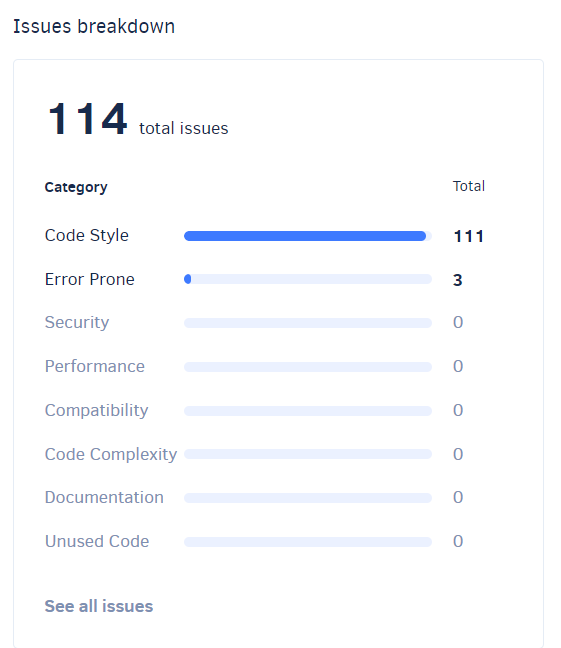 Issues breakdown
114 total issues
Category Total
Code Style 111
Error Prone 3
Security 0
Performance 0
Compatibility 0
Code Complexity 0
Documentation 0
Unused Code 0
See all issues